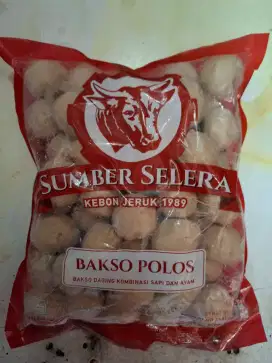 SUMBER SELERA
KEBON JERUK 1989
BAKSO POLOS
BAKSO DAGING KOMBINASI SAPI DAN AYAM